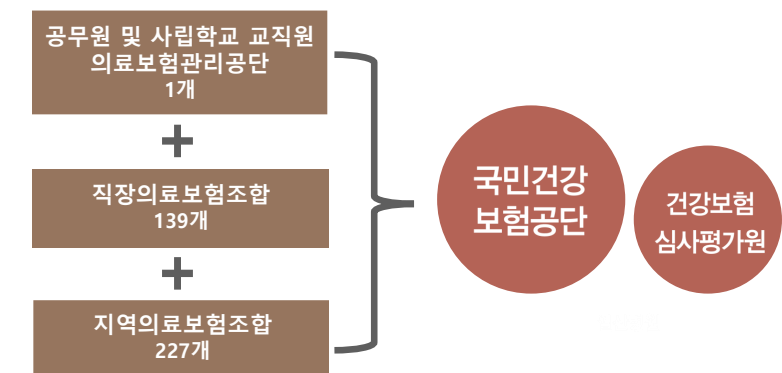 공무원 및 사립학교 교직원
의료보험관리공단
1개
직장의료보험조합
139개
지역의료보험조합
227개
국민건강
보험공단
건강보험
심사평가원